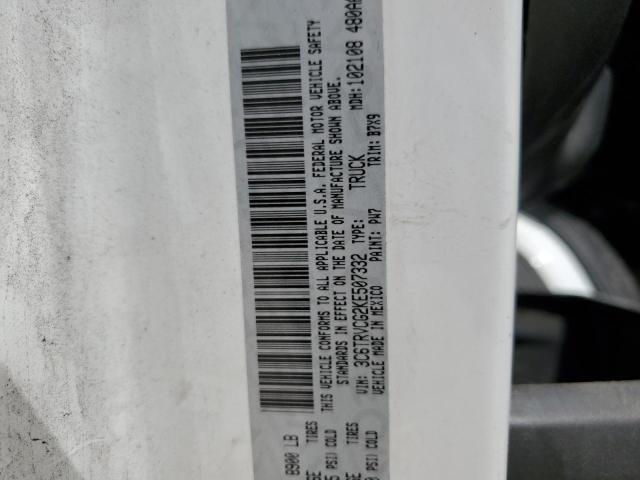 8900 LB
TIRES
PSI) COLD
THIS VEHICLE CONFORMS TO ALL APPLICABLE U.S.A. FEDERAL MOTOR VEHICLE SAFETY
STANDARDS IN EFFECT ON THE DATE OF MANUFACTURE SHOWN ABOVE.
TIRES
PSI) COLD
VIN: 3C6TRVCG2KE507332 TYPE: TRUCK MDH: 102108 480A
PAINT: PW7 TRIM: B7X9
VEHICLE MADE IN MEXICO